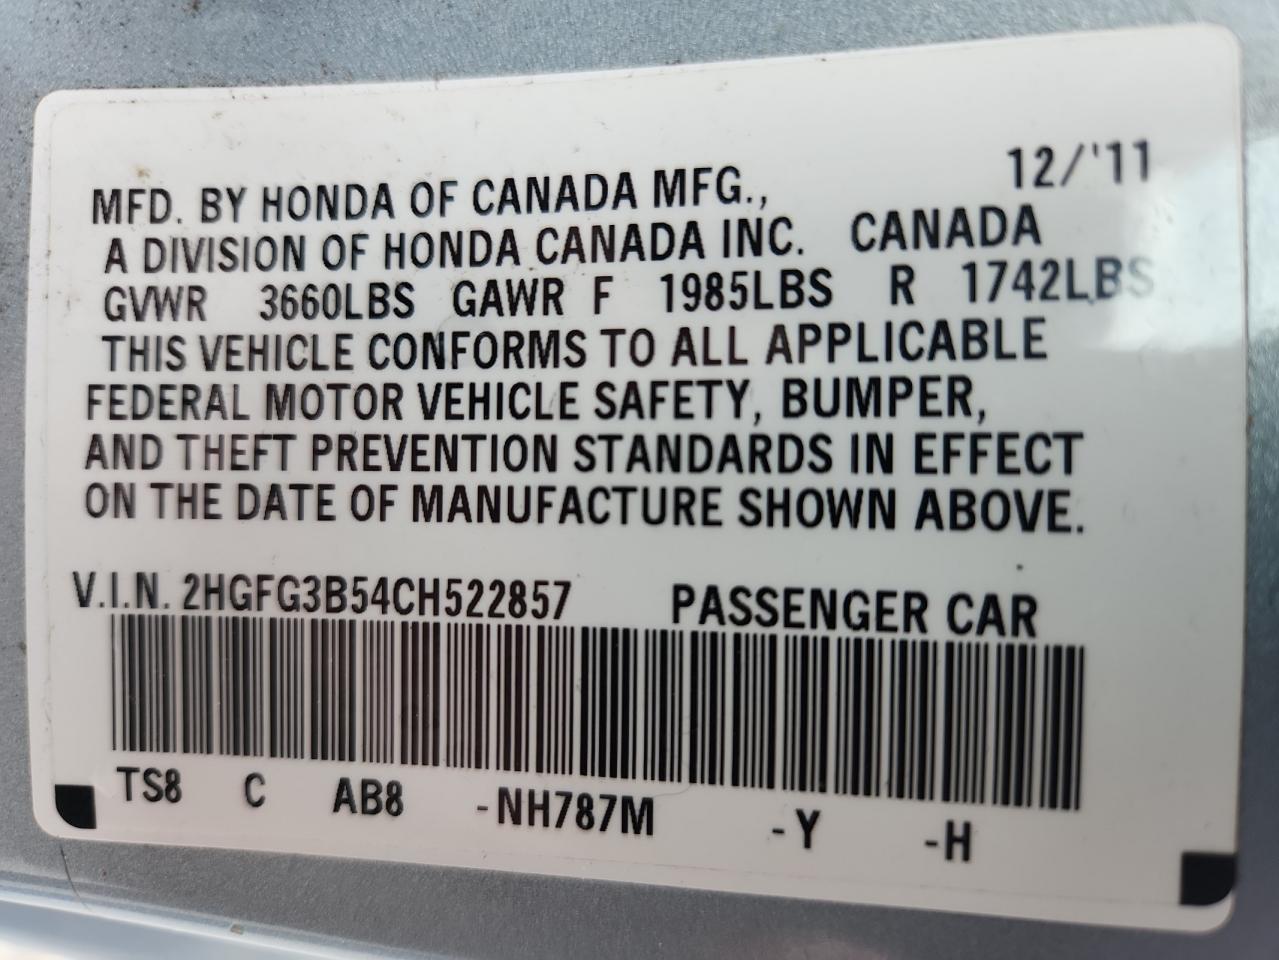 12/'11
MFD. BY HONDA OF CANADA MFG.,
A DIVISION OF HONDA CANADA INC. CANADA
GVWR 3660LBS GAWR F 1985LBS R 1742LBS
THIS VEHICLE CONFORMS TO ALL APPLICABLE
FEDERAL MOTOR VEHICLE SAFETY, BUMPER,
AND THEFT PREVENTION STANDARDS IN EFFECT
ON THE DATE OF MANUFACTURE SHOWN ABOVE.
V.I.N. 2HGFG3B54CH522857 PASSENGER CAR
TS8 C AB8 -NH787M -Y -H